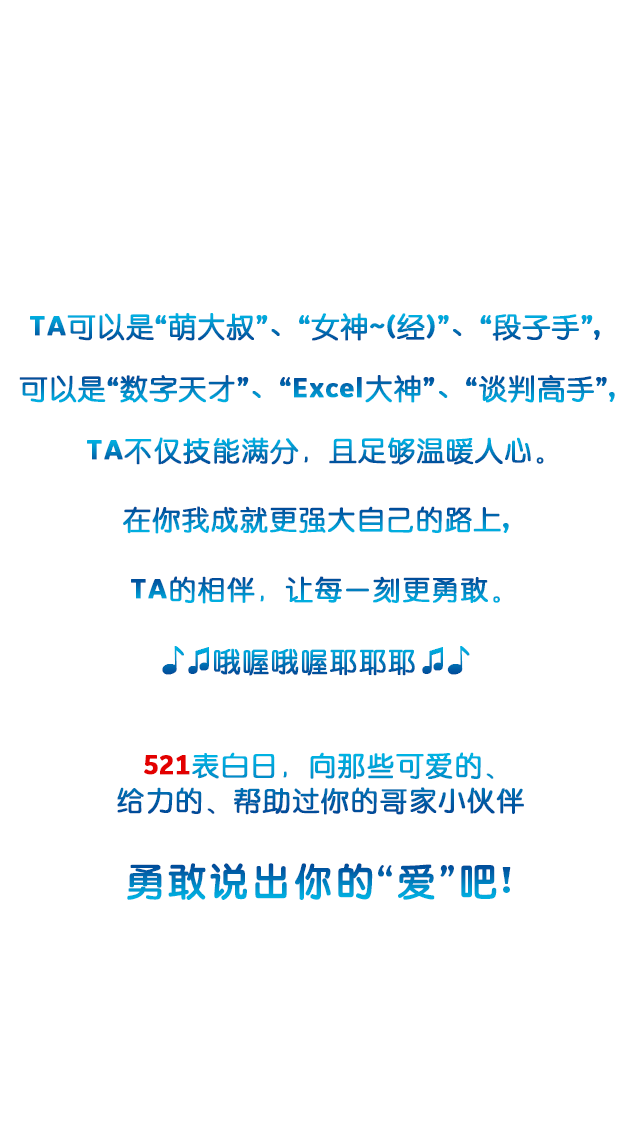 TA可以是“萌大叔”、“女神~(经)”、“段子手”,
可以是“数字天才”、“Excel大神”、“谈判高手”,
TA不仅技能满分，且足够温暖人心。
在你我成就更强大自己的路上,
TA的相伴，让每一刻更勇敢。
♪♫哦喔哦喔耶耶耶♫♪
521表白日，向那些可爱的、
给力的、帮助过你的哥家小伙伴
勇敢说出你的“爱”吧!